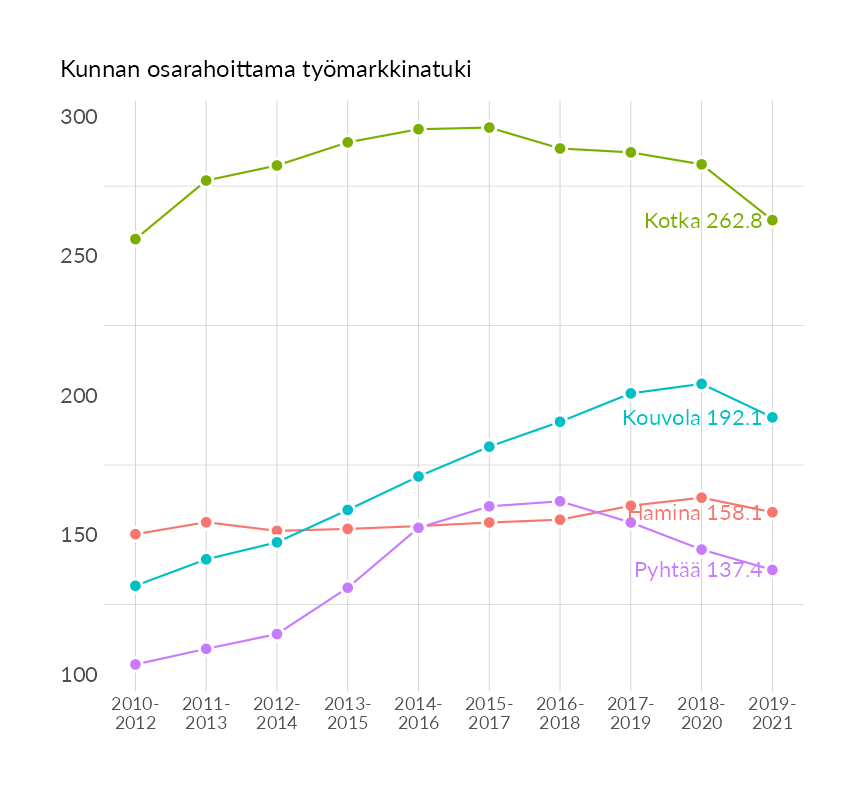 Kunnan osarahoittama työmarkkinatuki
300
250
200
150
100
Kotka 262.8
Kouvola 192.1
Hamina 158.1
Pyhtää 137.4
2010- 2011- 2012- 2013- 2014- 2015- 2016- 2017- 2018- 2019-
2012 2013 2014 2015 2016 2017 2018 2019 2020 2021